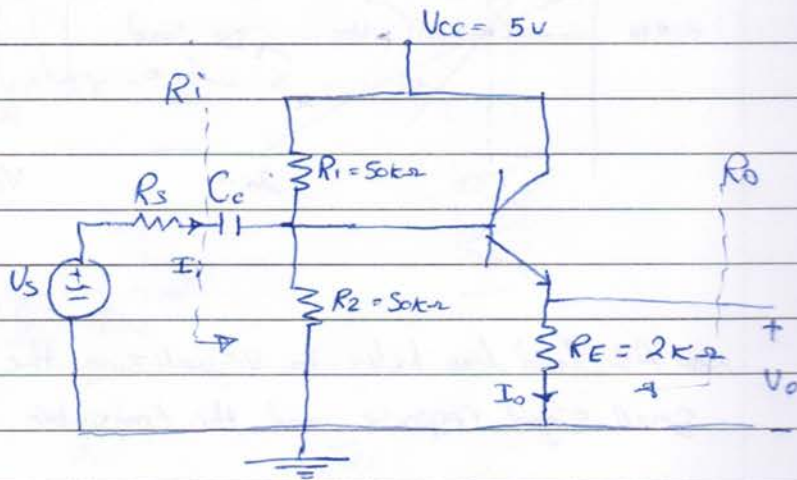 Vcc = 5v
Ri
R1 = 50kΩ
Rs
Cc
Ro
Ii
Vs
+
R2 = 50kΩ
RE = 2kΩ
+
Io
Vo
-